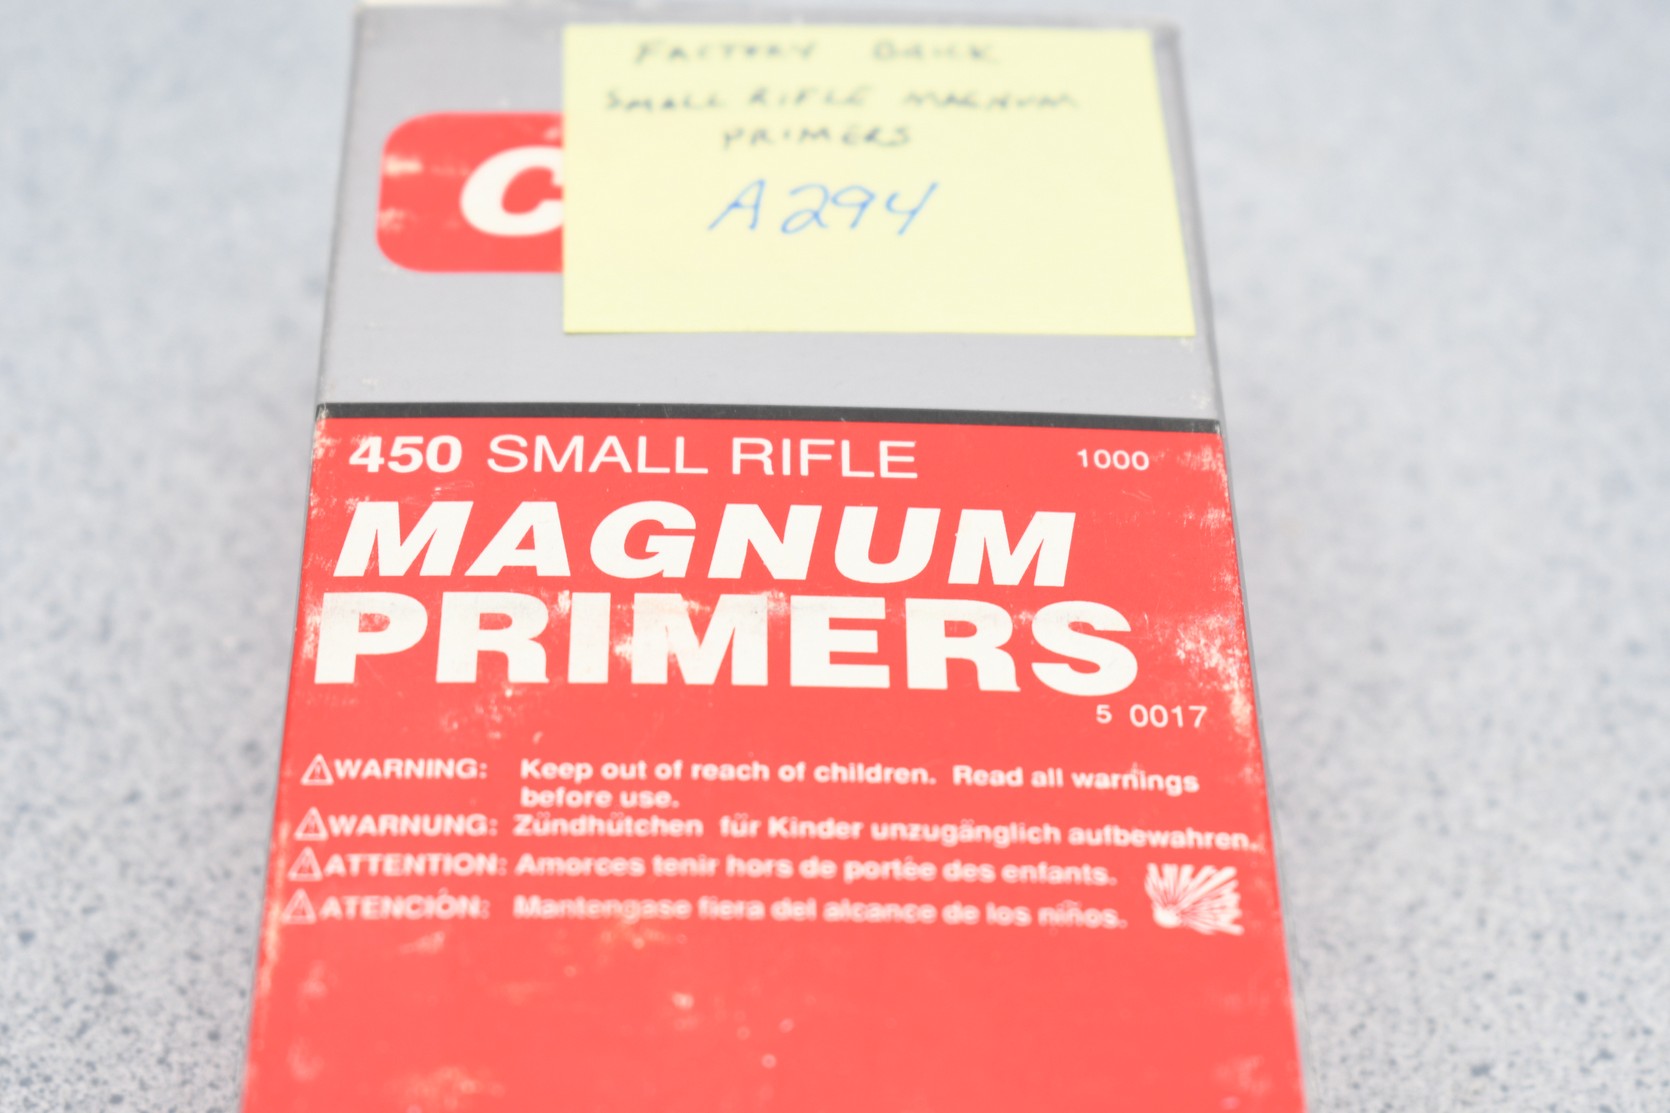 FACTORY BRICK
SMALL RIFLE MAGNUM
PRIMERS
A294
C
450 SMALL RIFLE 1000
MAGNUM
PRIMERS
5 0017
WARNING: Keep out of reach of children. Read all warnings
before use.
WARNUNG: Zündhütchen für Kinder unzugänglich aufbewahren.
ATTENTION: Amorces tenir hors de portée des enfants.
ATENCIÓN: Mantengase fiera del alcance de los niños.